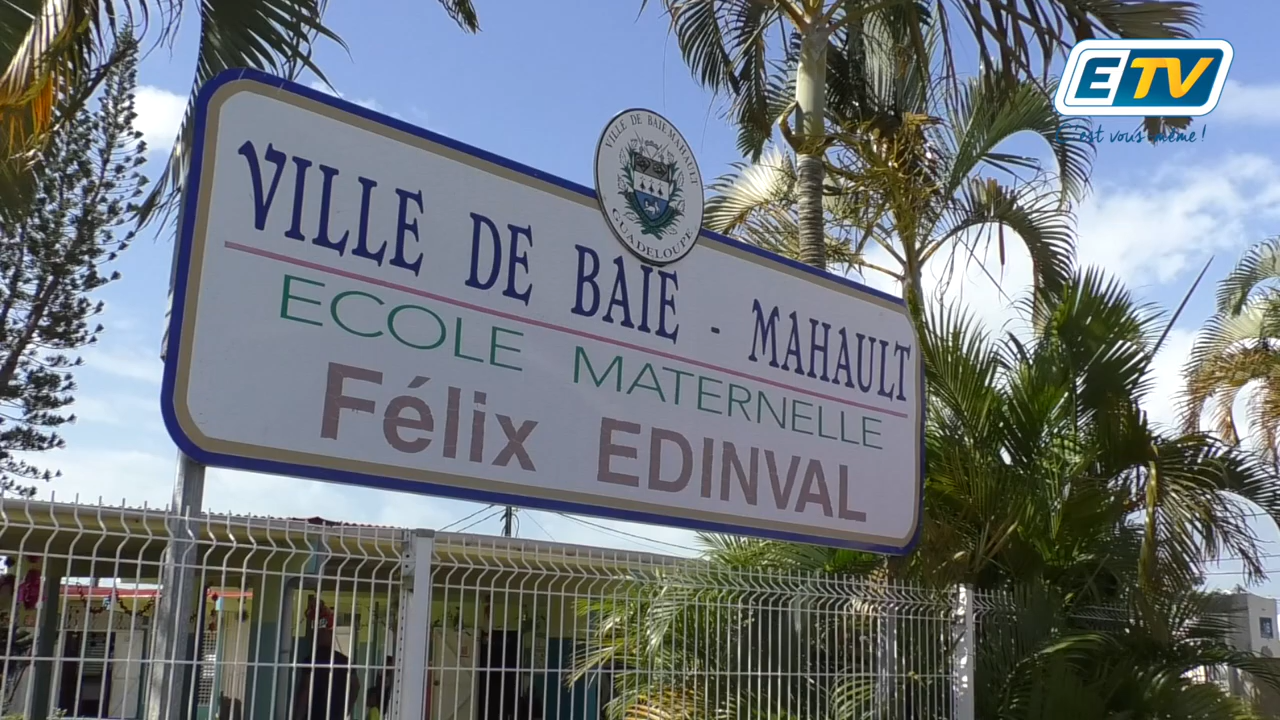 ETV
C'est vous-même !
VILLE DE BAIE MAHAULT
GUADELOUPE
VILLE DE BAIE - MAHAULT
ECOLE MATERNELLE
Félix EDINVAL